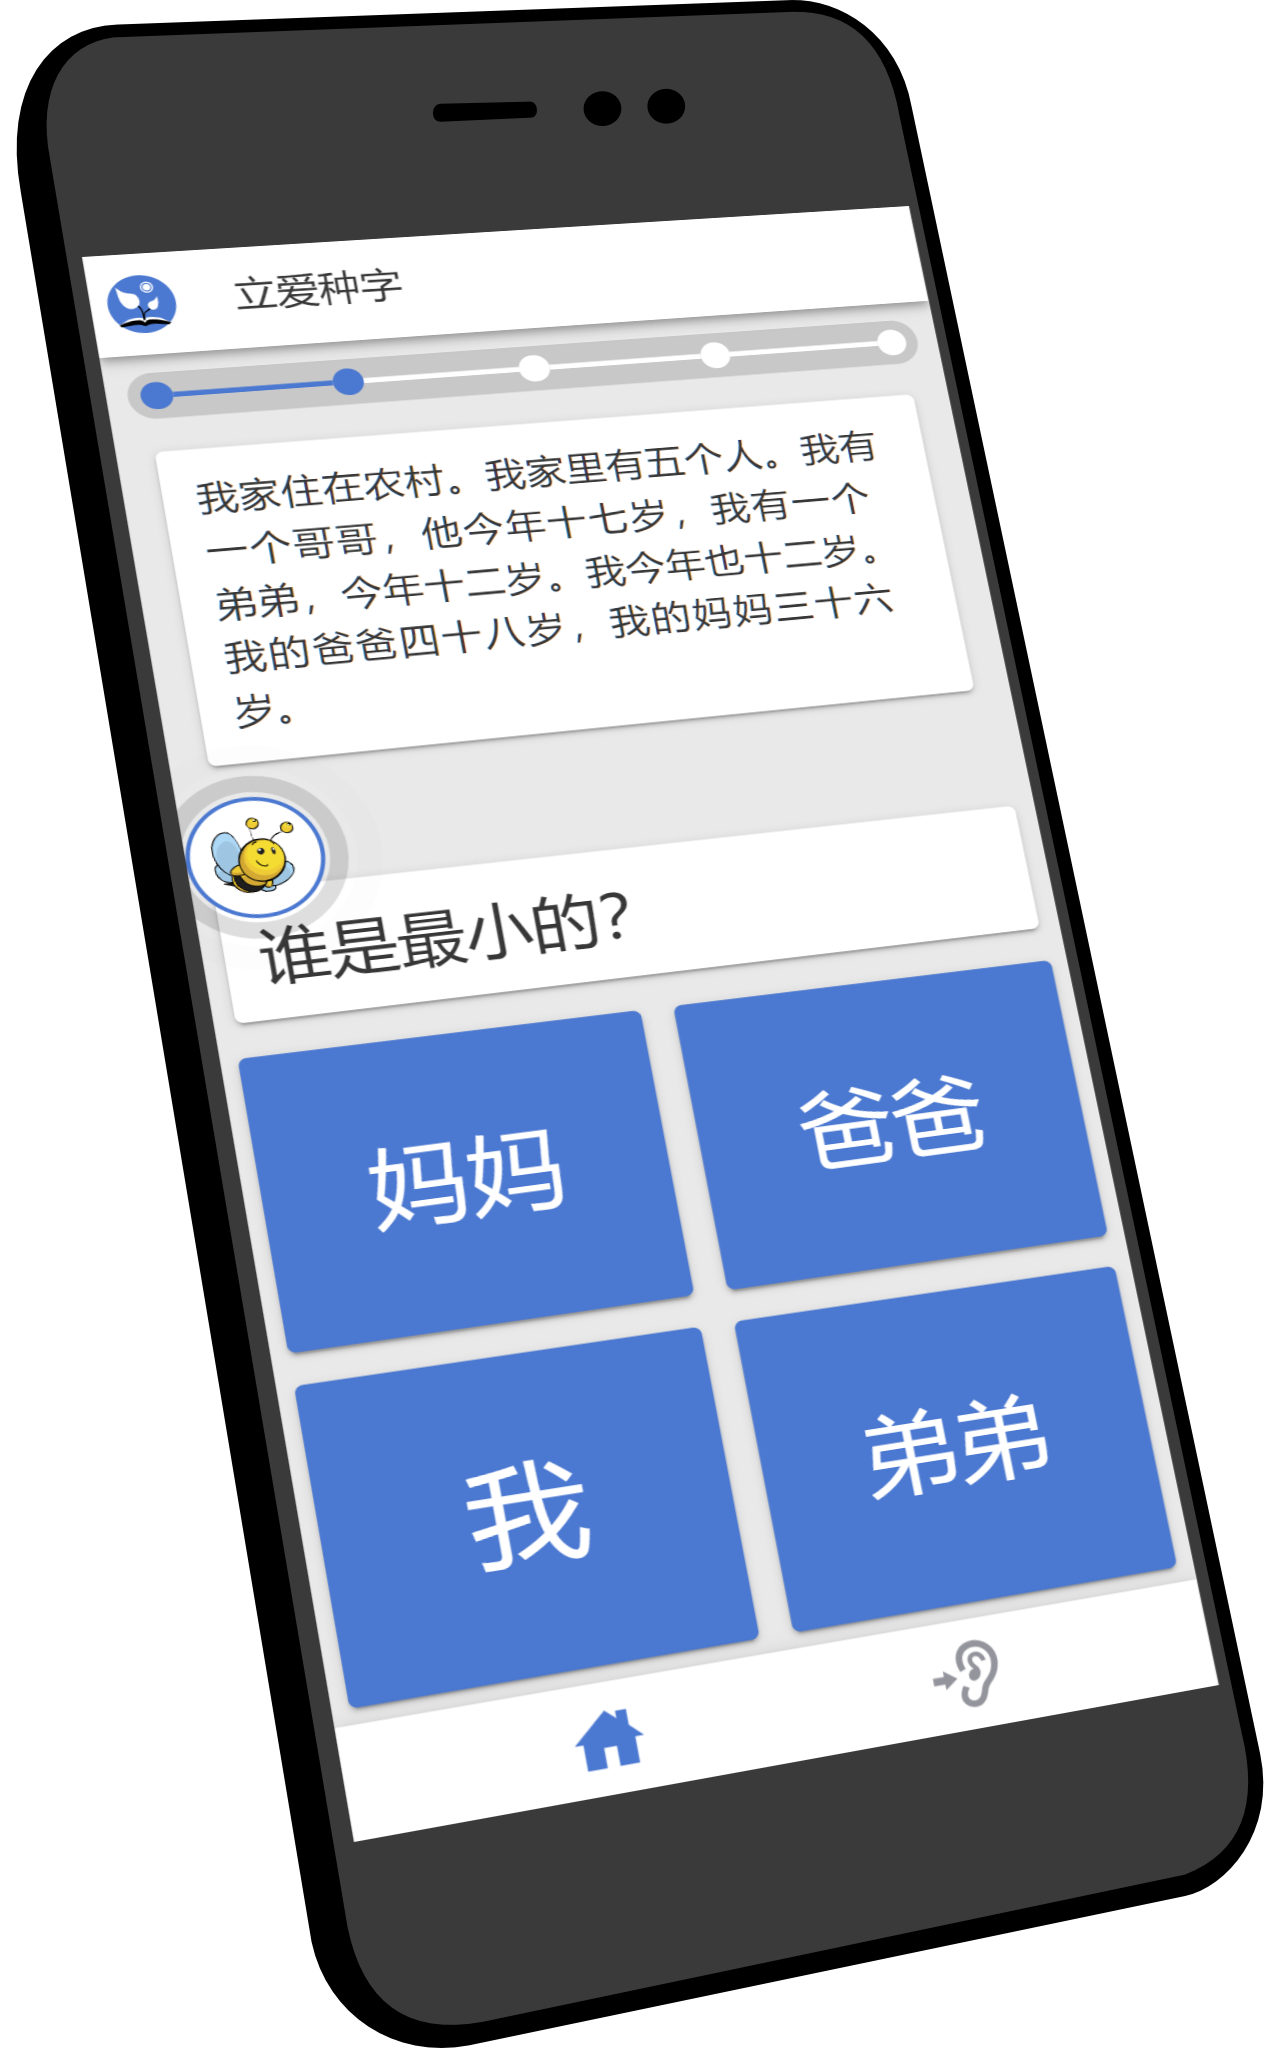 立爱种字
我家住在农村。我家里有五个人。我有
一个哥哥，他今年十七岁，我有一个
弟弟，今年十二岁。我今年也十二岁。
我的爸爸四十八岁，我的妈妈三十六
岁。
谁是最小的?
妈妈
爸爸
我
弟弟